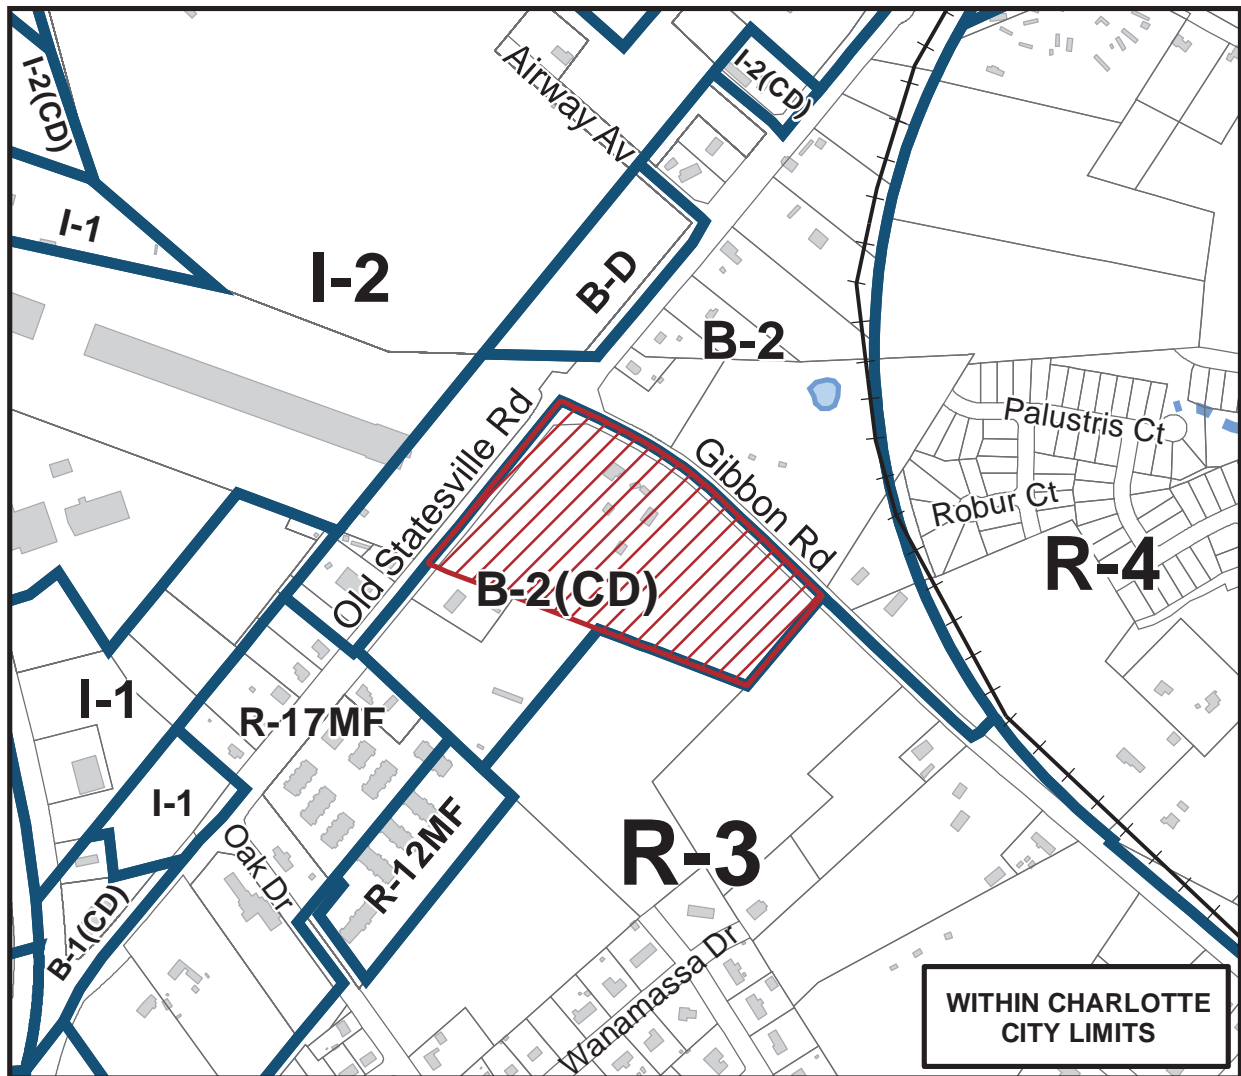 I-2(CD)
I-2(CD)
Airway Av
I-1
I-2
B-D
B-2
Old Statesville Rd
Palustris Ct
Gibbon Rd
Robur Ct
R-4
B-2(CD)
I-1
R-17MF
I-1
Oak Dr
R-12MF
R-3
B-1(CD)
Wanamassa Dr
WITHIN CHARLOTTE
CITY LIMITS